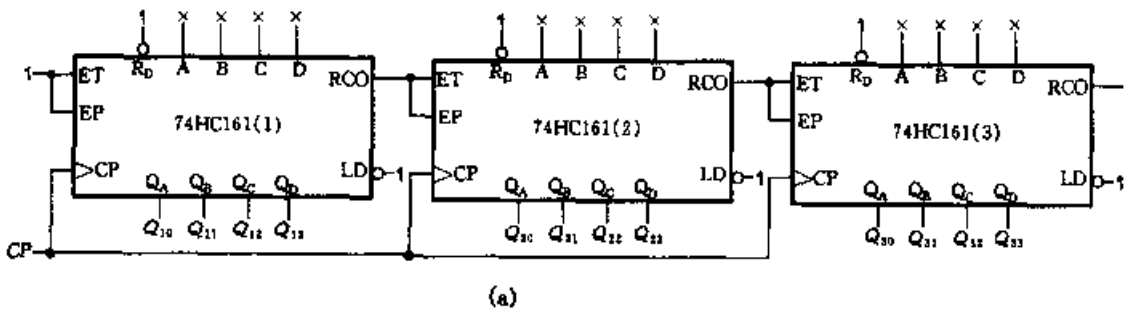 1 × × × × 1 × × × × 1 × × × ×
1 ET R_D A B C D RCO ET R_D A B C D RCO ET R_D A B C D RCO
EP EP EP
74HC161(1) 74HC161(2) 74HC161(3)
CP LD 1 CP LD 1 CP LD 1
Q_A Q_B Q_C Q_D Q_A Q_B Q_C Q_D Q_A Q_B Q_C Q_D
Q_10 Q_11 Q_12 Q_13 Q_20 Q_21 Q_22 Q_23 Q_30 Q_31 Q_32 Q_33
CP
(a)